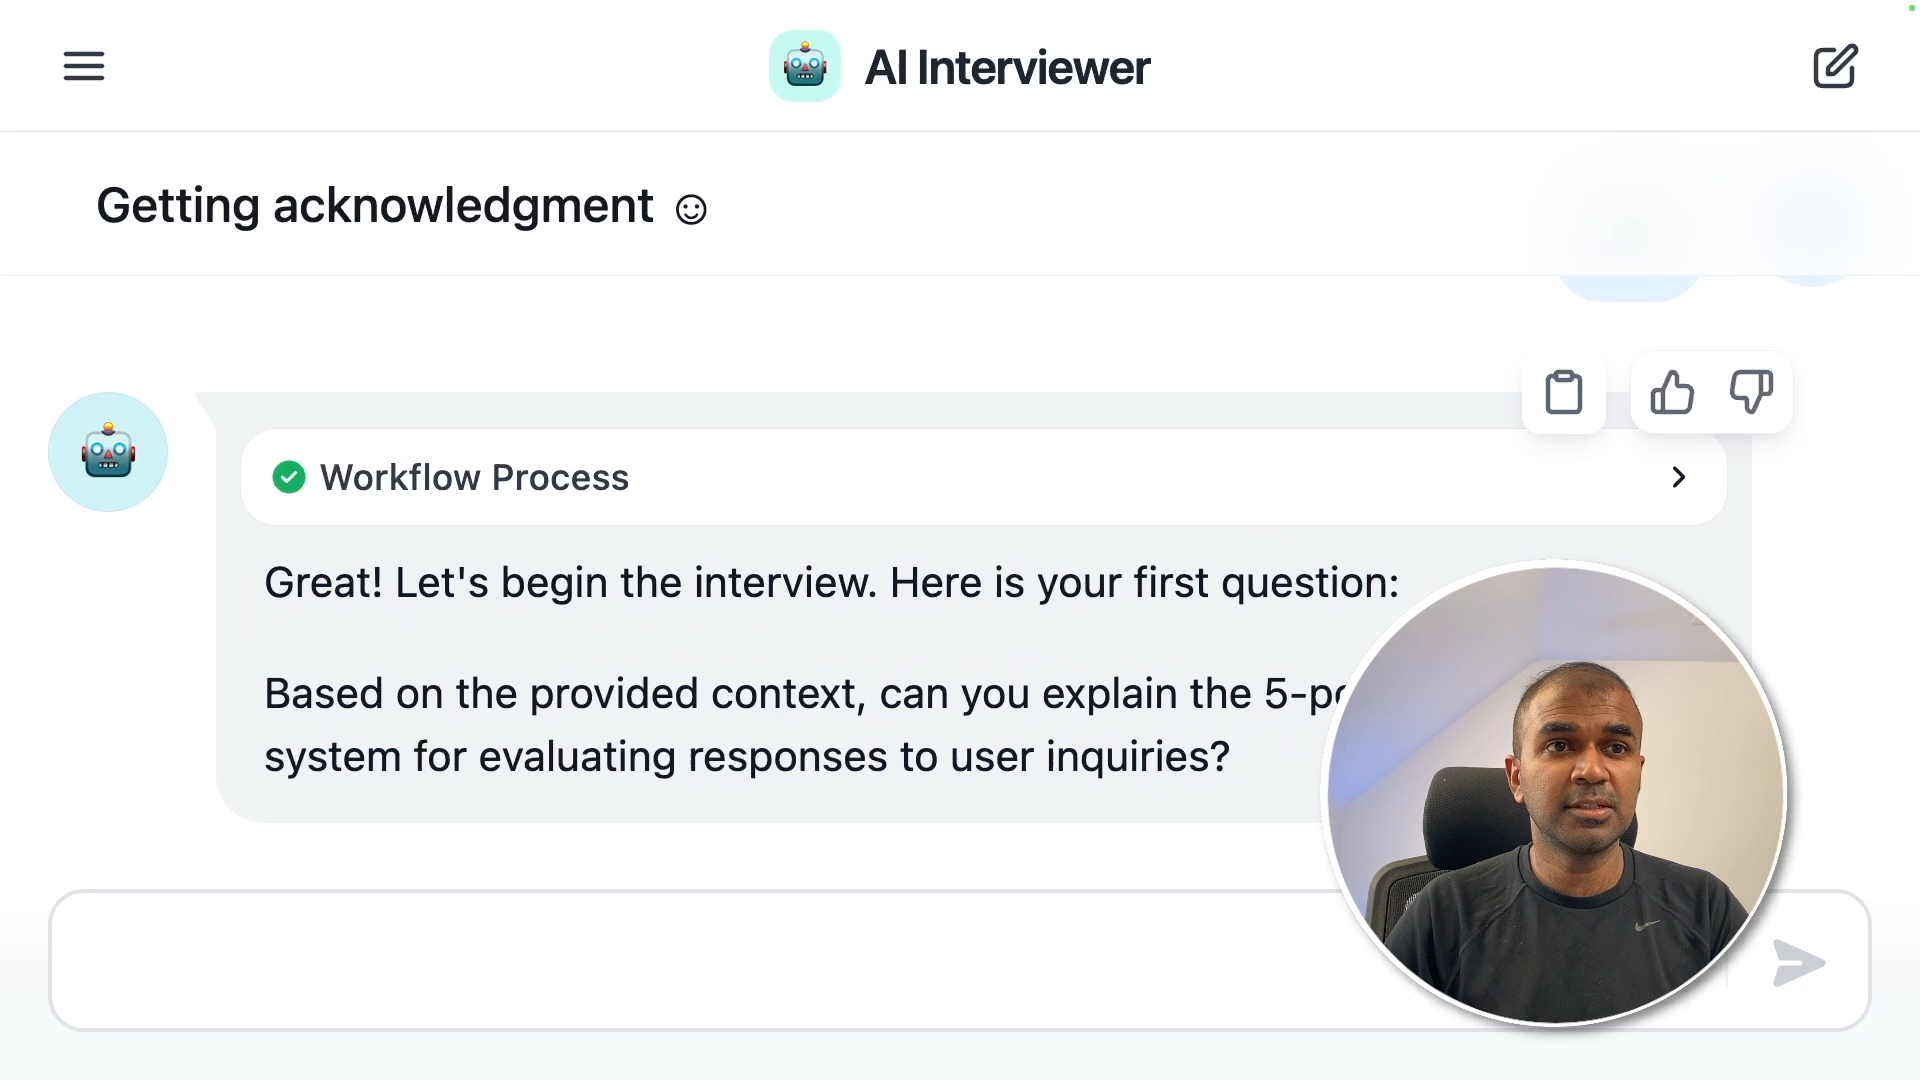 AI Interviewer
Getting acknowledgment ☺
Workflow Process
Great! Let's begin the interview. Here is your first question:
Based on the provided context, can you explain the 5-
system for evaluating responses to user inquiries?